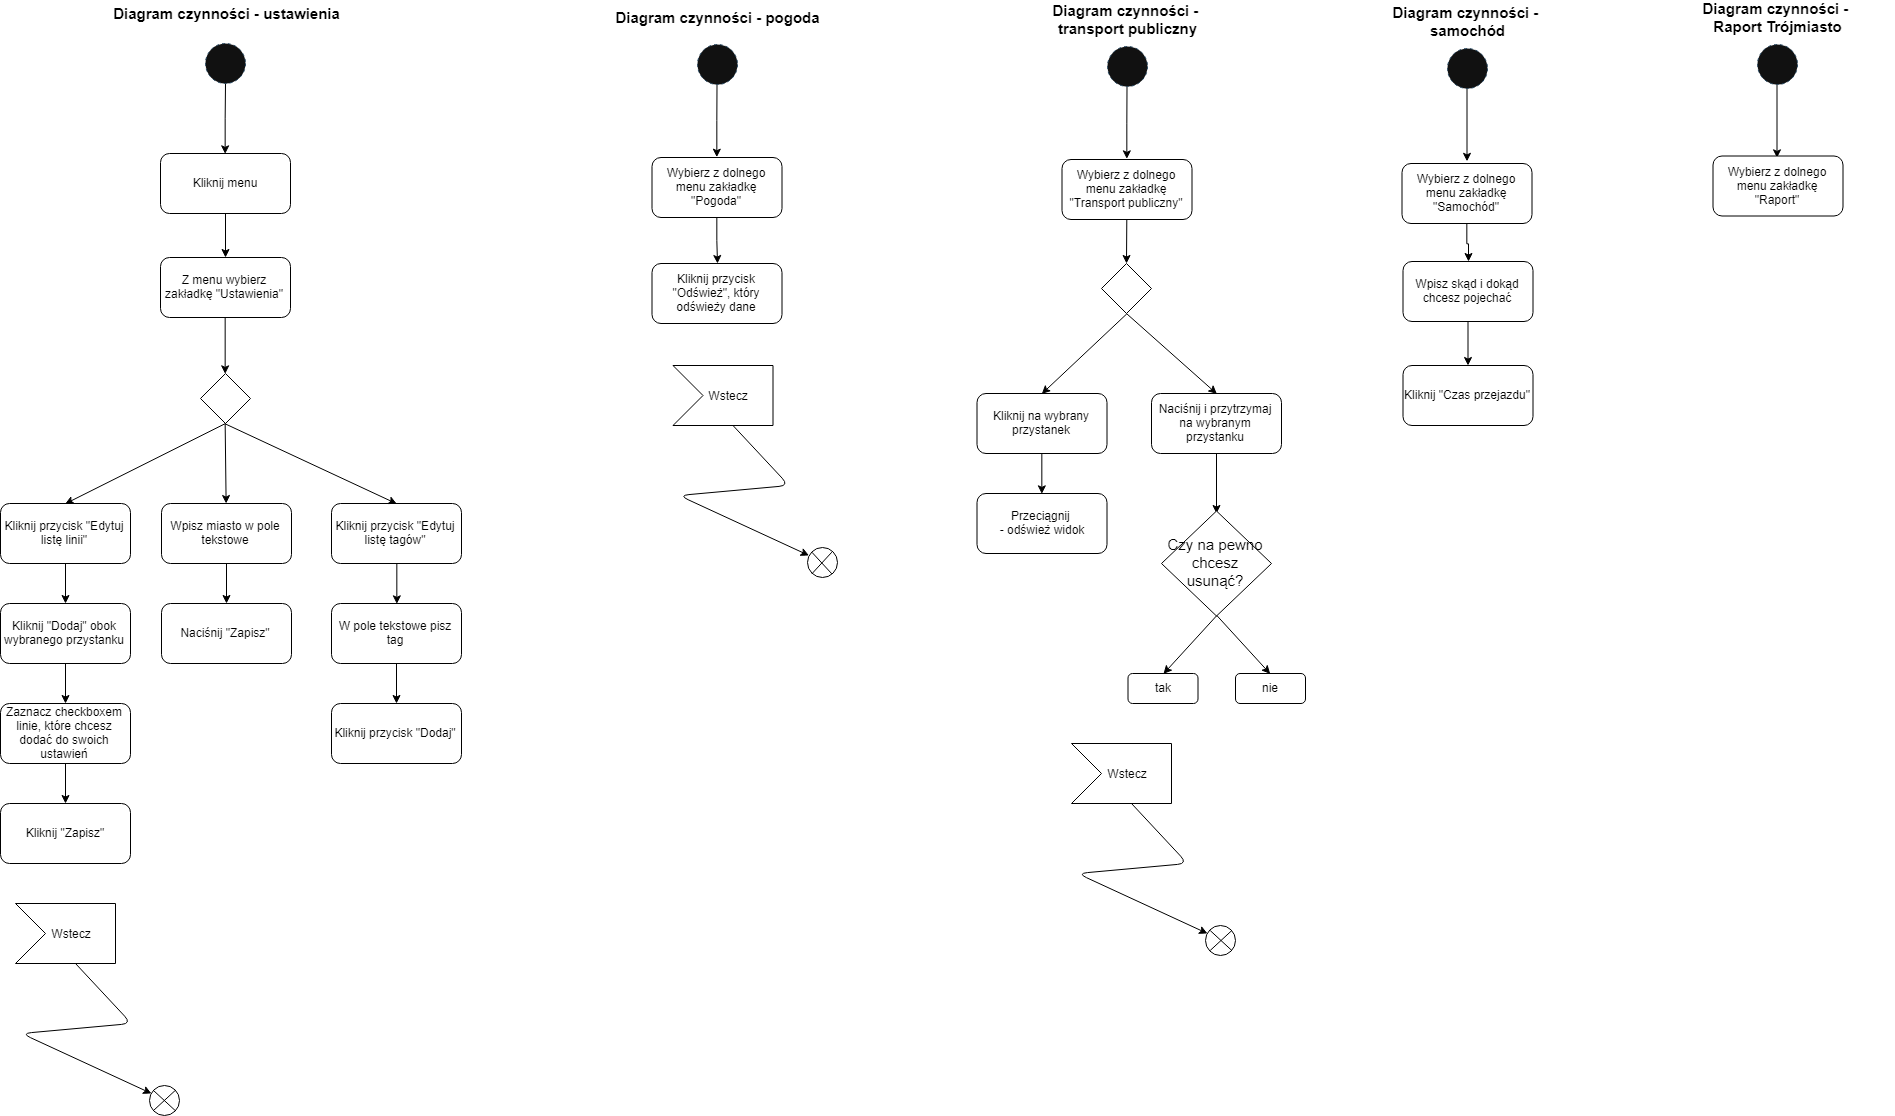 Diagram czynności - ustawienia
Kliknij menu
Z menu wybierz
zakładkę "Ustawienia"
Kliknij przycisk "Edytuj
listę linii"
Wpisz miasto w pole
tekstowe
Kliknij przycisk "Edytuj
listę tagów"
Kliknij "Dodaj" obok
wybranego przystanku
Naciśnij "Zapisz"
W pole tekstowe pisz
tag
Zaznacz checkboxem
linie, które chcesz
dodać do swoich
ustawień
Kliknij przycisk "Dodaj"
Kliknij "Zapisz"
Wstecz
Diagram czynności - pogoda
Wybierz z dolnego
menu zakładkę
"Pogoda"
Kliknij przycisk
"Odśwież", który
odświeży dane
Wstecz
Diagram czynności -
transport publiczny
Wybierz z dolnego
menu zakładkę
"Transport publiczny"
Kliknij na wybrany
przystanek
Naciśnij i przytrzymaj
na wybranym
przystanku
Przeciągnij
- odśwież widok
Czy na pewno
chcesz
usunąć?
tak
nie
Wstecz
Diagram czynności -
samochód
Wybierz z dolnego
menu zakładkę
"Samochód"
Wpisz skąd i dokąd
chcesz pojechać
Kliknij "Czas przejazdu"
Diagram czynności -
Raport Trójmiasto
Wybierz z dolnego
menu zakładkę
"Raport"